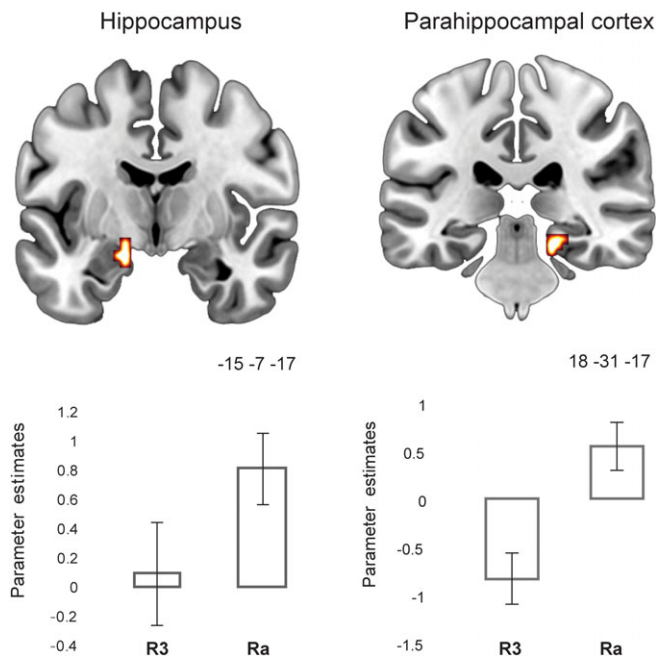 Hippocampus
Parahippocampal cortex
-15 -7 -17
18 -31 -17
Parameter estimates
1.2
1
0.8
0.6
0.4
0.2
0
-0.2
-0.4
R3
Ra
Parameter estimates
1
0.5
0
-0.5
-1
-1.5
R3
Ra